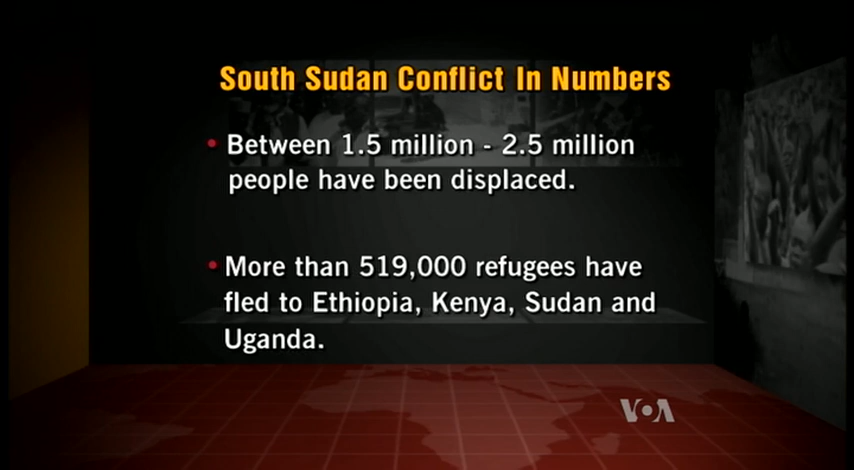 South Sudan Conflict In Numbers
• Between 1.5 million - 2.5 million
people have been displaced.
• More than 519,000 refugees have
fled to Ethiopia, Kenya, Sudan and
Uganda.
VOA